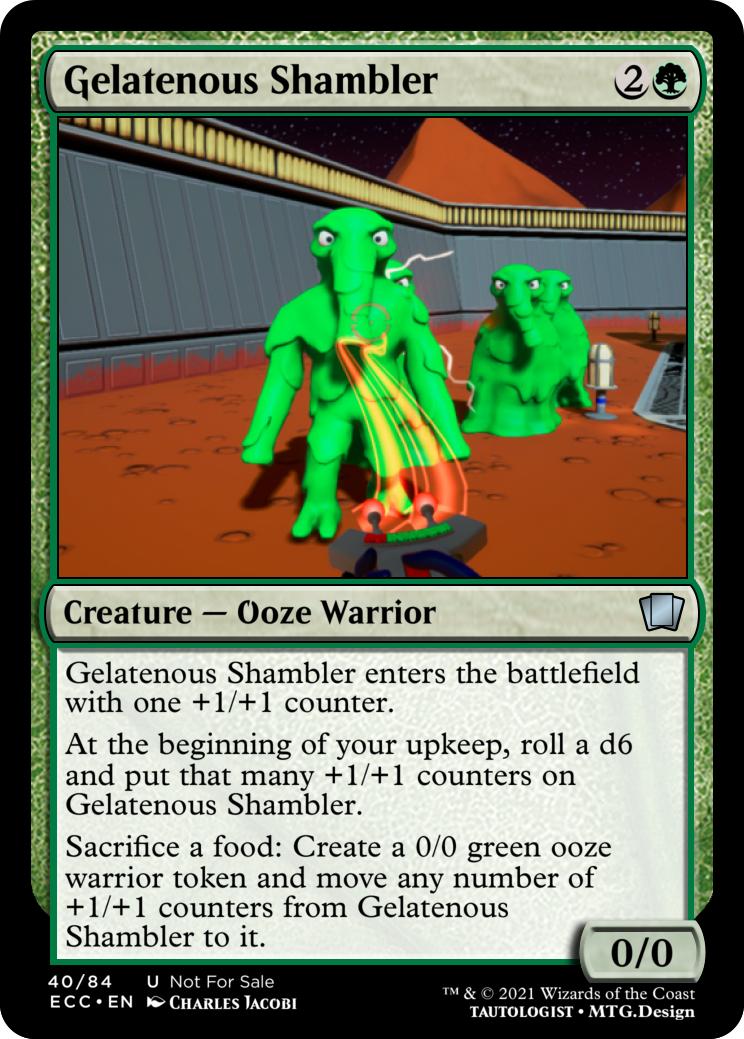 Gelatenous Shambler 2
Creature — Ooze Warrior
Gelatenous Shambler enters the battlefield
with one +1/+1 counter.
At the beginning of your upkeep, roll a d6
and put that many +1/+1 counters on
Gelatenous Shambler.
Sacrifice a food: Create a 0/0 green ooze
warrior token and move any number of
+1/+1 counters from Gelatenous
Shambler to it.
0/0
40/84 U Not For Sale
ECC • EN Charles Jacobi
™ & © 2021 Wizards of the Coast
TAUTOLOGIST • MTG.Design